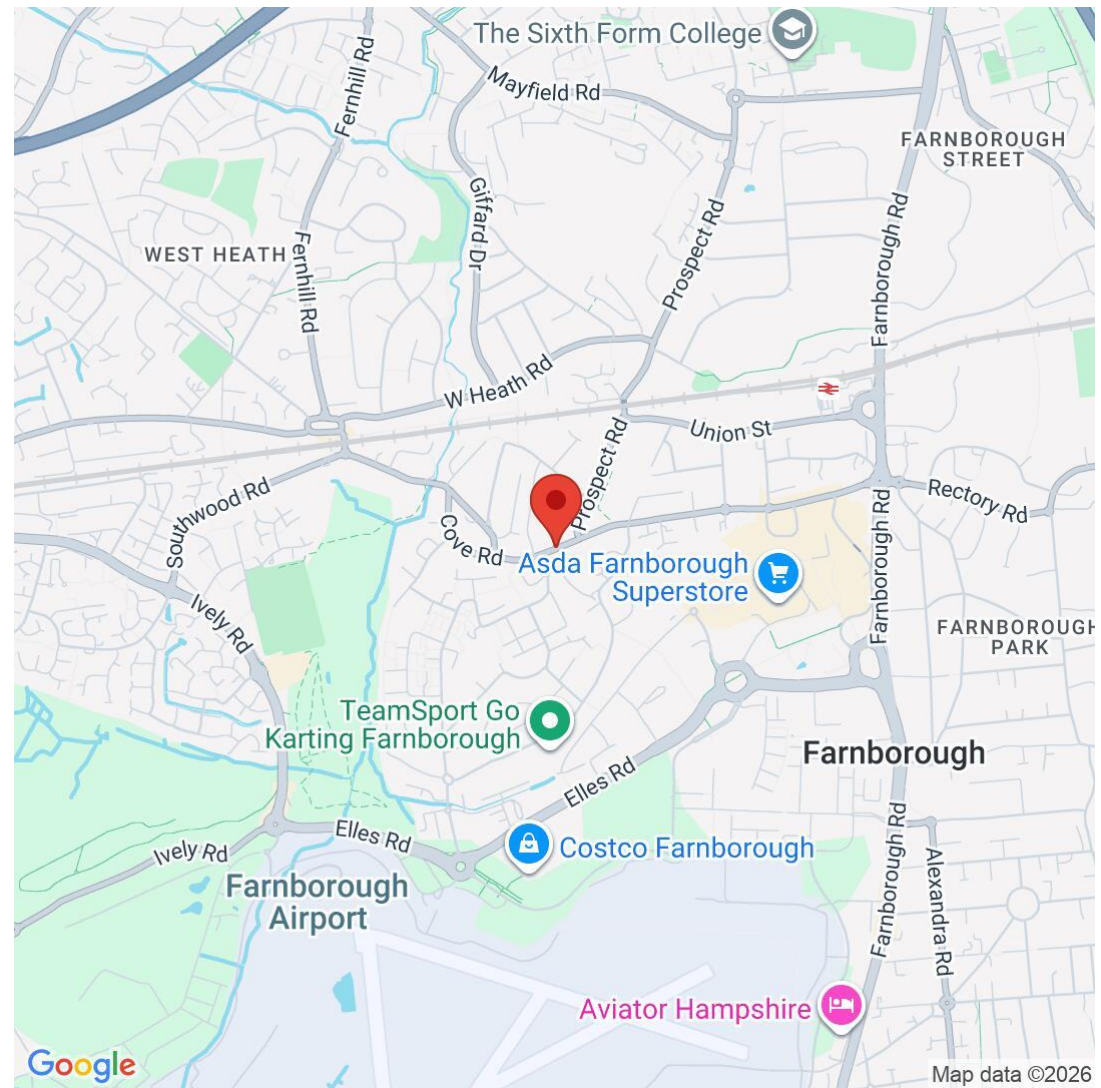 The Sixth Form College
Mayfield Rd
Fernhill Rd
FARNBOROUGH
STREET
Giffard Dr
Prospect Rd
Farnborough Rd
WEST HEATH
Fernhill Rd
W Heath Rd
Union St
Prospect Rd
Southwood Rd
Rectory Rd
Cove Rd
Farnborough Rd
Asda Farnborough
Superstore
Ively Rd
FARNBOROUGH
PARK
TeamSport Go
Karting Farnborough
Farnborough
Elles Rd
Elles Rd
Ively Rd
Costco Farnborough
Farnborough Rd
Alexandra Rd
Farnborough
Airport
Aviator Hampshire
Google
Map data ©2026